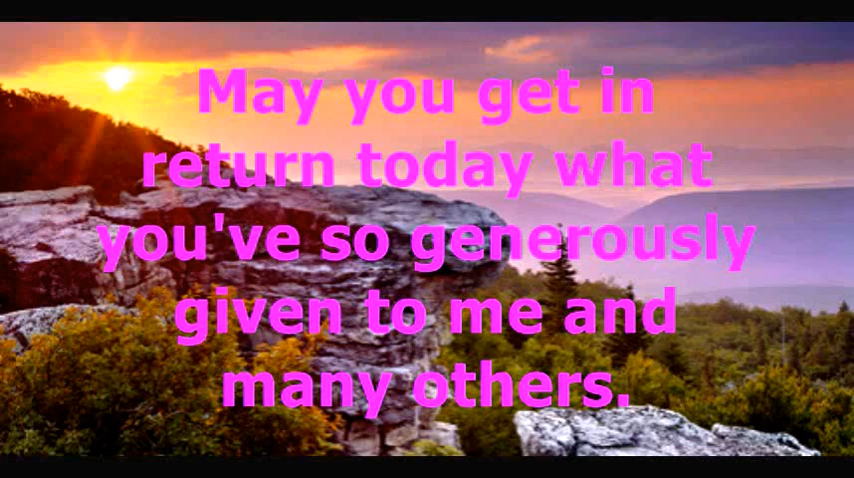 May you get in
return today what
you've so generously
given to me and
many others.